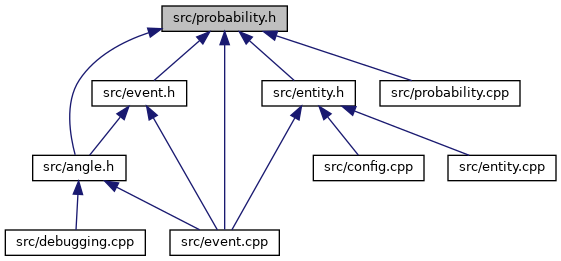 src/probability.h
src/event.h
src/entity.h
src/probability.cpp
src/angle.h
src/config.cpp
src/entity.cpp
src/debugging.cpp
src/event.cpp